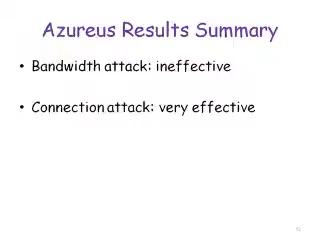 Azureus Results Summary
• Bandwidth attack: ineffective
• Connection attack: very effective